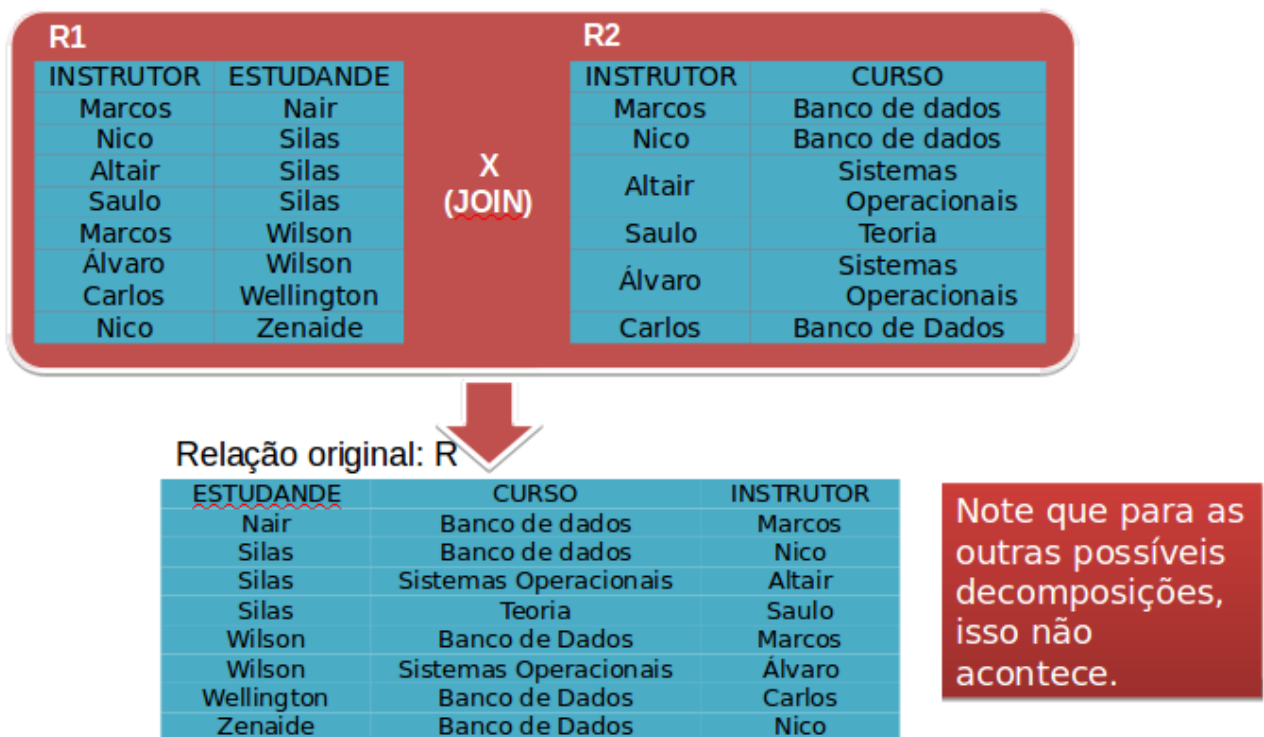 R1
INSTRUTOR ESTUDANDE
Marcos Nair
Nico Silas
Altair Silas
Saulo Silas
Marcos Wilson
Álvaro Wilson
Carlos Wellington
Nico Zenaide
X
(JOIN)
R2
INSTRUTOR CURSO
Marcos Banco de dados
Nico Banco de dados
Altair Sistemas
Operacionais
Saulo Teoria
Álvaro Sistemas
Operacionais
Carlos Banco de Dados
Relação original: R
ESTUDANDE CURSO INSTRUTOR
Nair Banco de dados Marcos
Silas Banco de dados Nico
Silas Sistemas Operacionais Altair
Silas Teoria Saulo
Wilson Banco de Dados Marcos
Wilson Sistemas Operacionais Álvaro
Wellington Banco de Dados Carlos
Zenaide Banco de Dados Nico
Note que para as
outras possíveis
decomposições,
isso não
acontece.